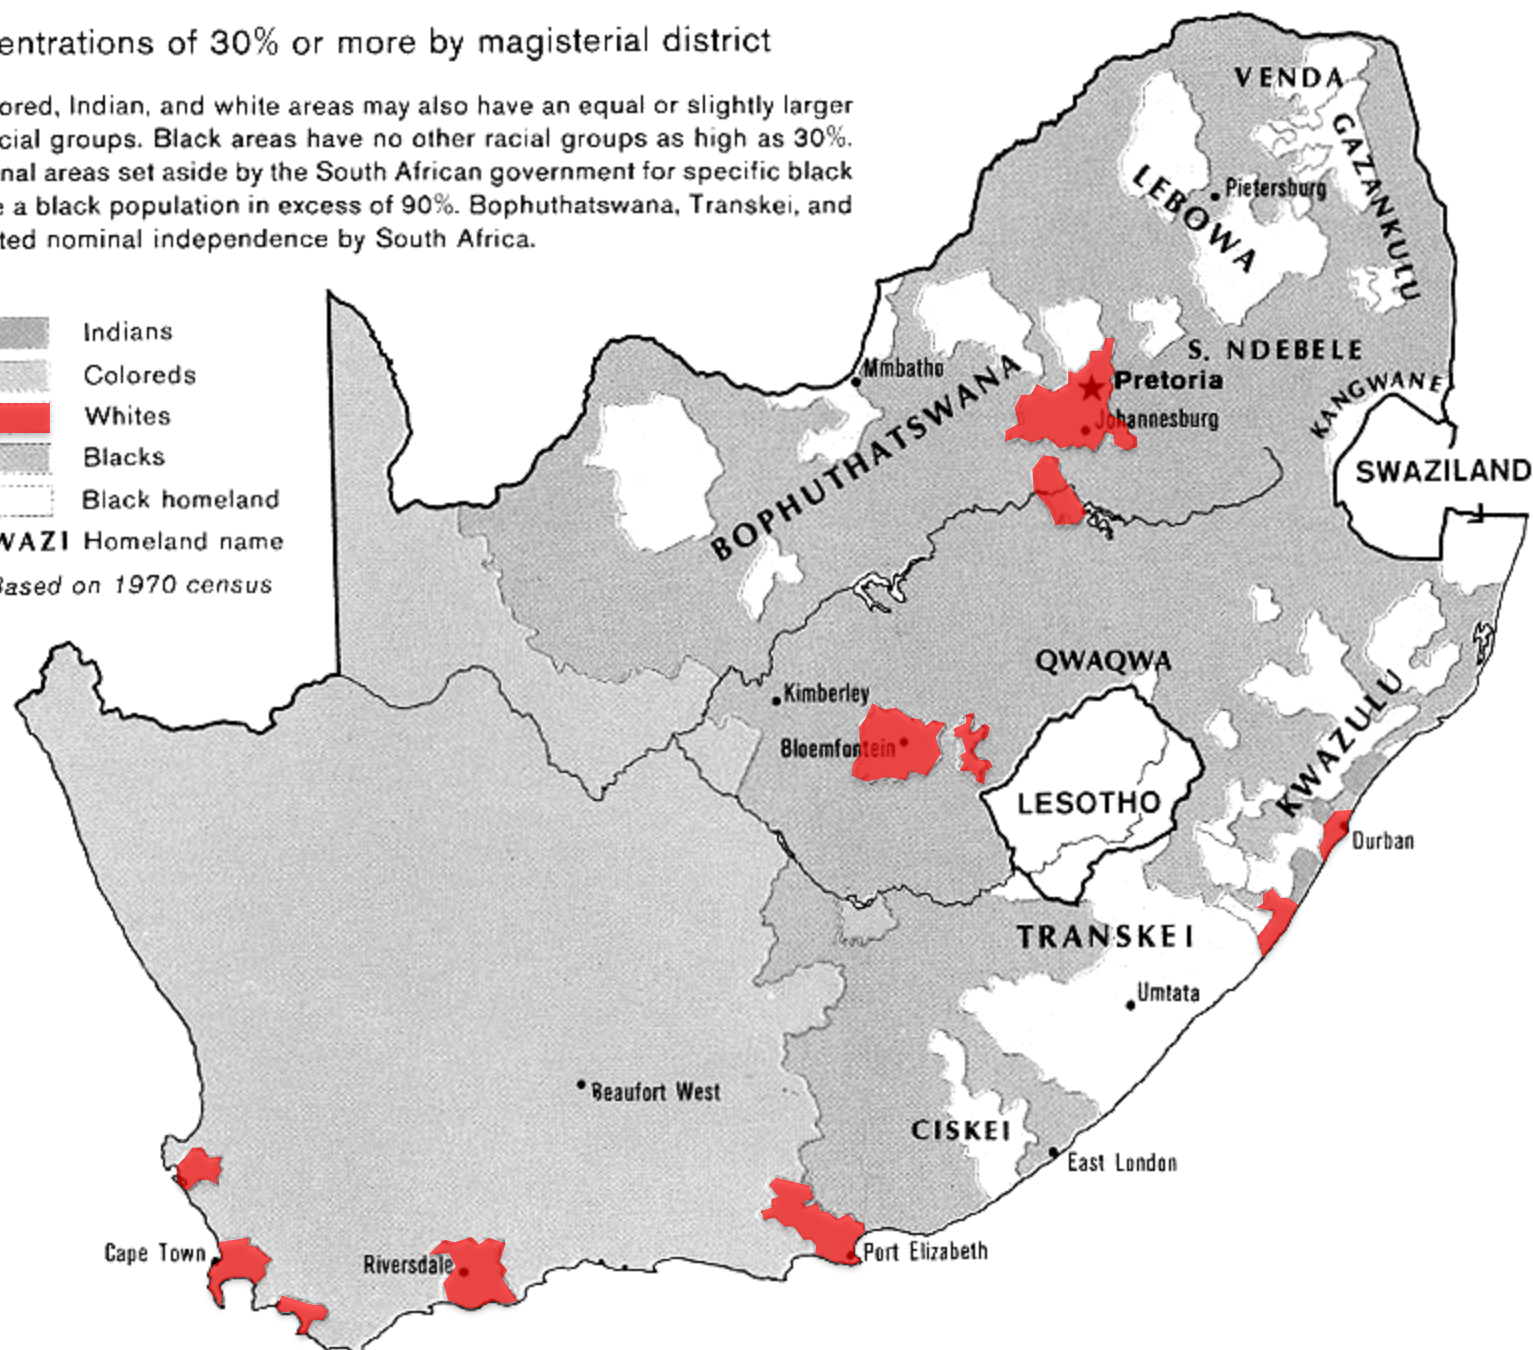 entrations of 30% or more by magisterial district
ored, Indian, and white areas may also have an equal or slightly larger
cial groups. Black areas have no other racial groups as high as 30%.
nal areas set aside by the South African government for specific black
e a black population in excess of 90%. Bophuthatswana, Transkei, and
ted nominal independence by South Africa.
Indians
Coloreds
Whites
Blacks
Black homeland
WAZI Homeland name
Based on 1970 census
VENDA
GAZANKULU
LEBOWA
Pietersburg
S. NDEBELE
Mmbatho
Pretoria
Johannesburg
KANGWANE
BOPHUTHATSWANA
SWAZILAND
QWAQWA
Kimberley
Bloemfontein
KWAZULU
LESOTHO
Durban
TRANSKEI
Umtata
Beaufort West
CISKEI
East London
Cape Town
Riversdale
Port Elizabeth